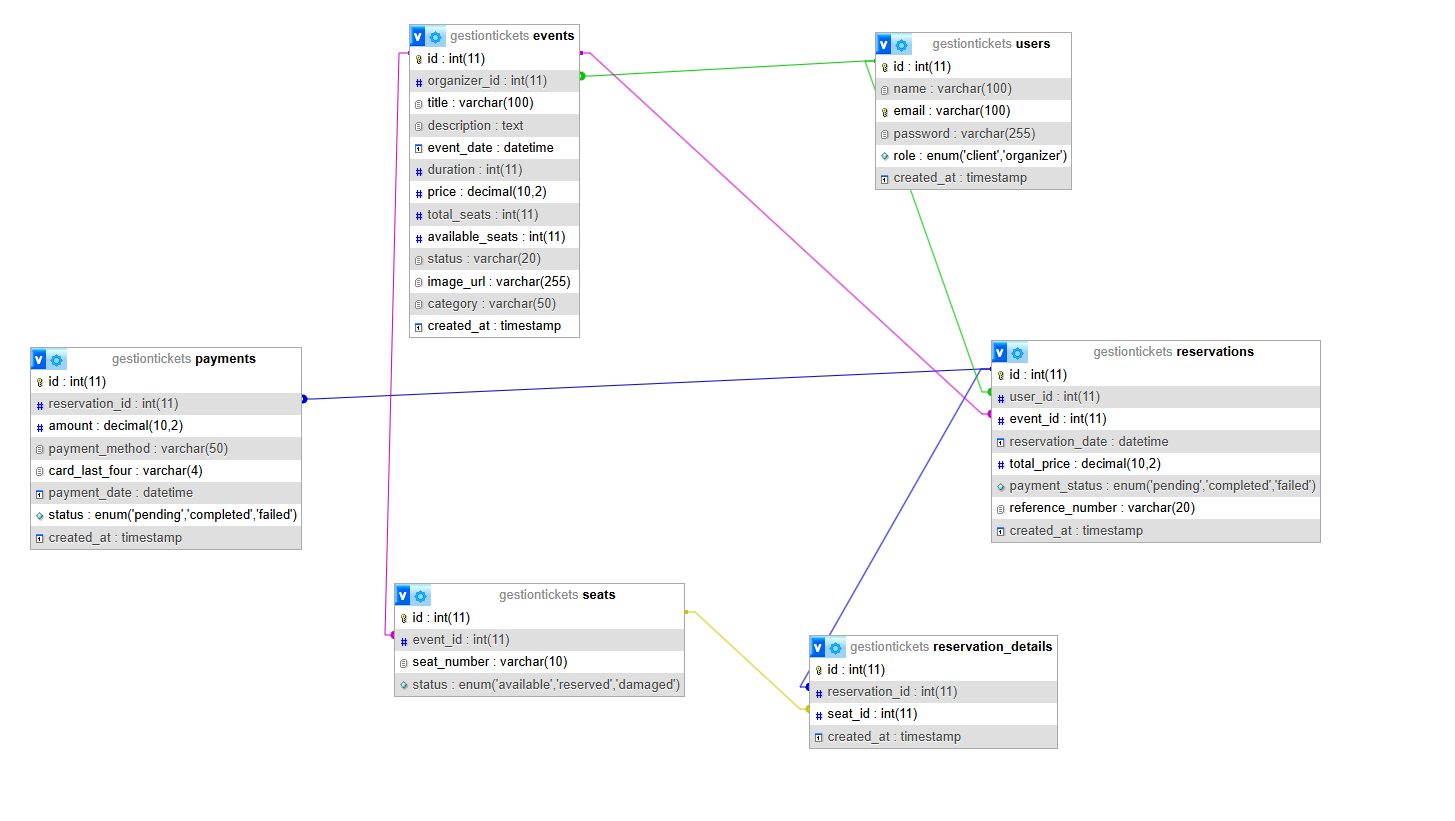 gestiontickets events
id : int(11)
organizer_id : int(11)
title : varchar(100)
description : text
event_date : datetime
duration : int(11)
price : decimal(10,2)
total_seats : int(11)
available_seats : int(11)
status : varchar(20)
image_url : varchar(255)
category : varchar(50)
created_at : timestamp
gestiontickets users
id : int(11)
name : varchar(100)
email : varchar(100)
password : varchar(255)
role : enum('client','organizer')
created_at : timestamp
gestiontickets payments
id : int(11)
reservation_id : int(11)
amount : decimal(10,2)
payment_method : varchar(50)
card_last_four : varchar(4)
payment_date : datetime
status : enum('pending','completed','failed')
created_at : timestamp
gestiontickets reservations
id : int(11)
user_id : int(11)
event_id : int(11)
reservation_date : datetime
total_price : decimal(10,2)
payment_status : enum('pending','completed','failed')
reference_number : varchar(20)
created_at : timestamp
gestiontickets seats
id : int(11)
event_id : int(11)
seat_number : varchar(10)
status : enum('available','reserved','damaged')
gestiontickets reservation_details
id : int(11)
reservation_id : int(11)
seat_id : int(11)
created_at : timestamp